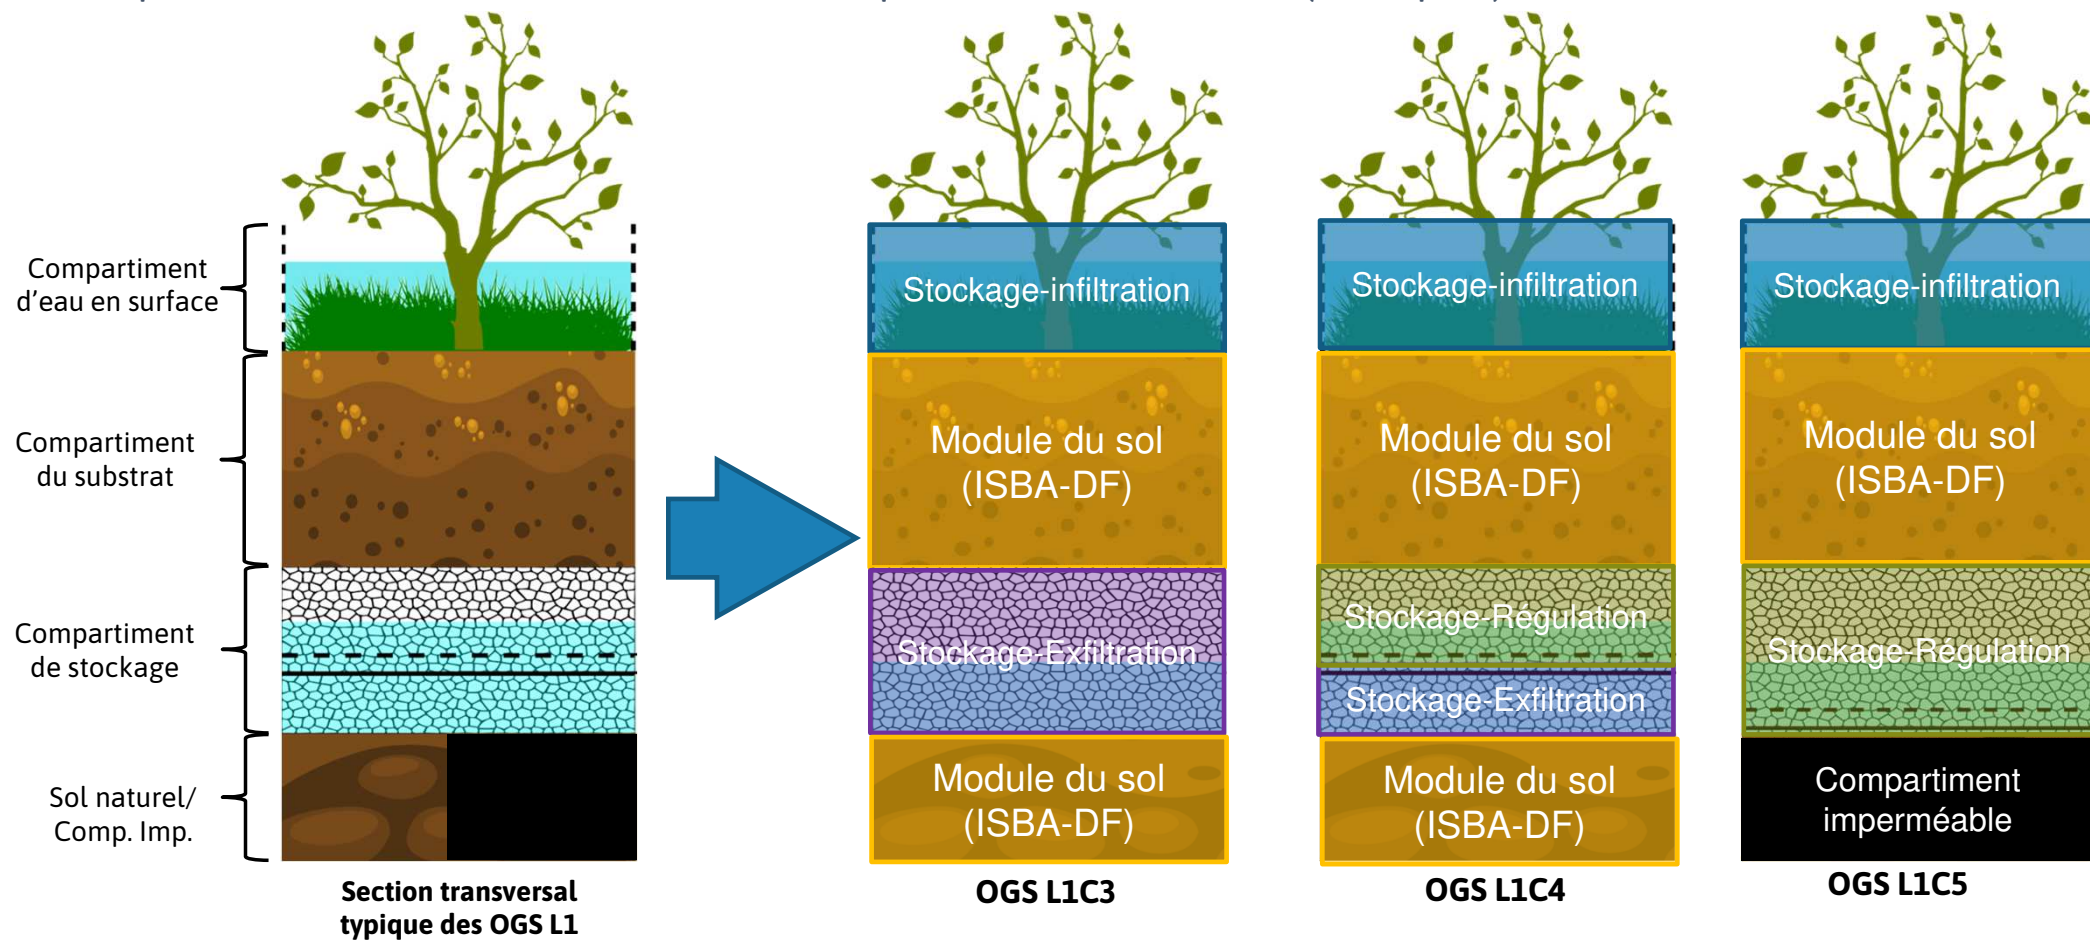 Compartiment
d'eau en surface
Compartiment
du substrat
Compartiment
de stockage
Sol naturel/
Comp. Imp.
Section transversal
typique des OGS L1
Stockage-infiltration
Module du sol
(ISBA-DF)
Stockage-Exfiltration
Module du sol
(ISBA-DF)
OGS L1C3
Stockage-infiltration
Module du sol
(ISBA-DF)
Stockage-Régulation
Stockage-Exfiltration
Module du sol
(ISBA-DF)
OGS L1C4
Stockage-infiltration
Module du sol
(ISBA-DF)
Stockage-Régulation
Compartiment
imperméable
OGS L1C5